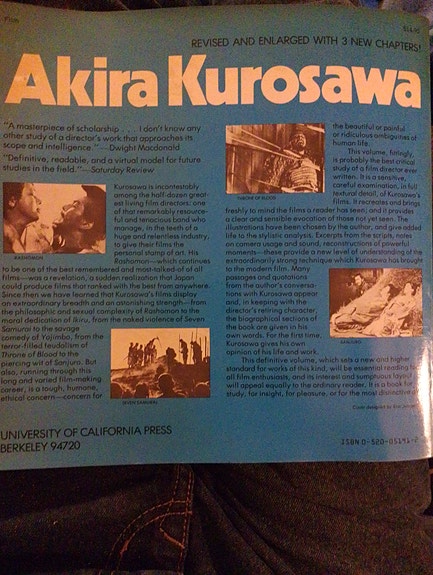 Film
$14.95
REVISED AND ENLARGED WITH 3 NEW CHAPTERS!
Akira Kurosawa
"A masterpiece of scholarship . . . I don't know any
other study of a director's work that approaches its
scope and intelligence."—Dwight Macdonald
"Definitive, readable, and a virtual model for future
studies in the field."—Saturday Review
RASHOMON
Kurosawa is incontestably
among the half-dozen great-
est living film directors; one
of that remarkably resource-
ful and tenacious band who
manage, in the teeth of a
huge and relentless industry,
to give their films the
personal stamp of art. His
Rashomon—which continues
to be one of the best remembered and most-talked-of of all
films—was a revelation, a sudden realization that Japan
could produce films that ranked with the best from anywhere.
Since then we have learned that Kurosawa's films display
an extraordinary breadth and an astonishing strength—from
the philosophic and sexual complexity of Rashomon to the
moral dedication of Ikiru, from the naked violence of Seven
Samurai to the savage
comedy of Yojimbo, from the
terror-filled feudalism of
Throne of Blood to the
piercing wit of Sanjuro. But
also, running through this
long and varied film-making
career, is a tough, humane,
ethical concern—concern for
SEVEN SAMURAI
THRONE OF BLOOD
the beautiful or painful
or ridiculous ambiguities of
human life.
This volume, fittingly,
is probably the best critical
study of a film director ever
written. It is a sensitive,
careful examination, in full
textural detail, of Kurosawa's
films. It recreates and brings
freshly to mind the films a reader has seen; and it provides
a clear and sensible evocation of those not yet seen. The
illustrations have been chosen by the author, and give added
life to the stylistic analysis. Excerpts from the scripts, notes
on camera usage and sound, reconstructions of powerful
moments—these provide a new level of understanding of the
extraordinarily strong technique which Kurosawa has brought
to the modern film. Many
passages and quotations
from the author's conversa-
tions with Kurosawa appear
and, in keeping with the
director's retiring character,
the biographical sections of
the book are given in his
own words. For the first time,
Kurosawa gives his own
opinion of his life and work.
This definitive volume, which sets a new and higher
standard for works of this kind, will be essential reading for
all film enthusiasts, and its interest and sumptuous layout
will appeal equally to the ordinary reader. It is a book for
study, for insight, for pleasure, or for the most distinctive
Cover designed by
UNIVERSITY OF CALIFORNIA PRESS
BERKELEY 94720
ISBN 0-520-05191-2